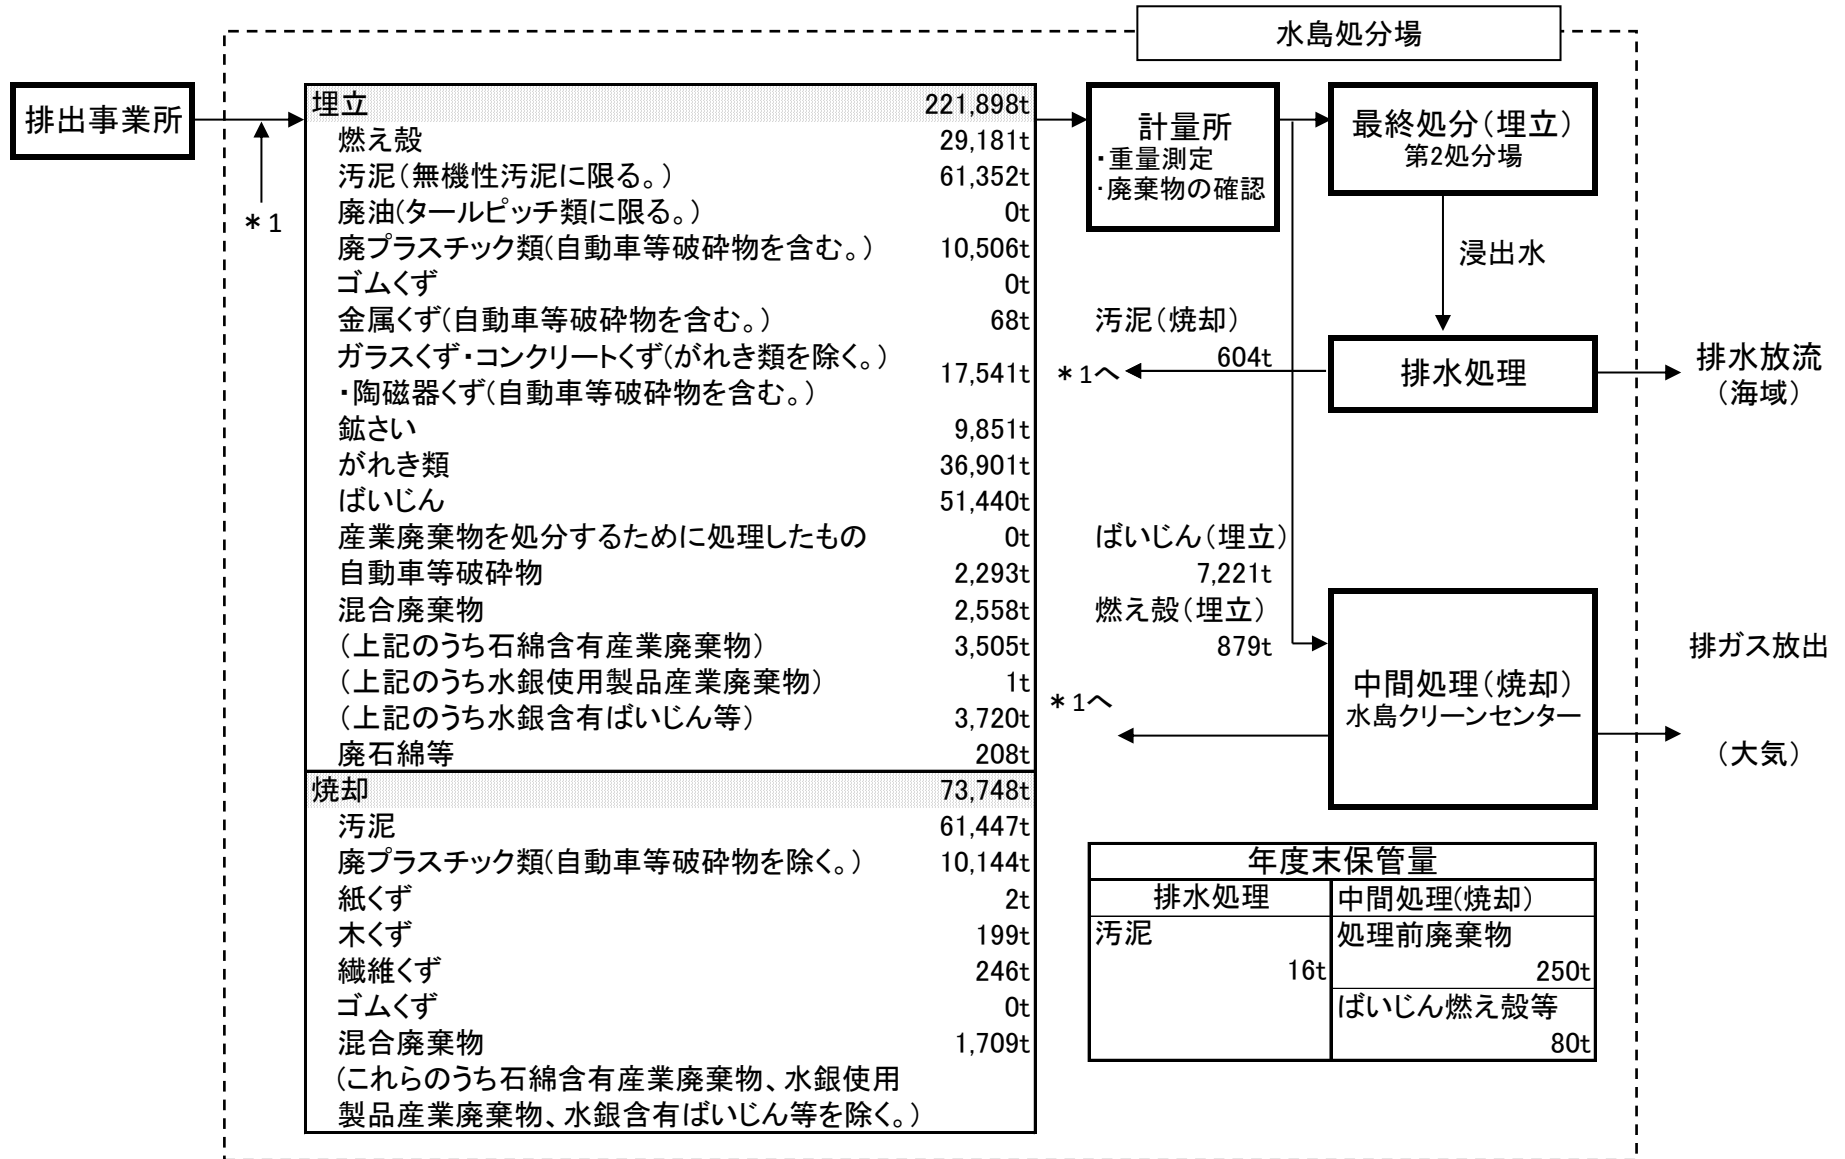 水島処分場
排出事業所
＊1
埋立 221,898t
燃え殻 29,181t
汚泥（無機性汚泥に限る。） 61,352t
廃油(タールピッチ類に限る。） 0t
廃プラスチック類(自動車等破砕物を含む。） 10,506t
ゴムくず 0t
金属くず(自動車等破砕物を含む。） 68t
ガラスくず・コンクリートくず(がれき類を除く。）
・陶磁器くず(自動車等破砕物を含む。） 17,541t
鉱さい 9,851t
がれき類 36,901t
ばいじん 51,440t
産業廃棄物を処分するために処理したもの 0t
自動車等破砕物 2,293t
混合廃棄物 2,558t
（上記のうち石綿含有産業廃棄物） 3,505t
（上記のうち水銀使用製品産業廃棄物） 1t
（上記のうち水銀含有ばいじん等） 3,720t
廃石綿等 208t
焼却 73,748t
汚泥 61,447t
廃プラスチック類(自動車等破砕物を除く。） 10,144t
紙くず 2t
木くず 199t
繊維くず 246t
ゴムくず 0t
混合廃棄物 1,709t
(これらのうち石綿含有産業廃棄物、水銀使用
製品産業廃棄物、水銀含有ばいじん等を除く。）
計量所
・重量測定
・廃棄物の確認
最終処分（埋立）
第2処分場
浸出水
汚泥（焼却）
604t
＊1へ
排水処理
排水放流
（海域）
ばいじん（埋立）
7,221t
燃え殻（埋立）
879t
＊1へ
中間処理（焼却）
水島クリーンセンター
排ガス放出
（大気）
年度末保管量
排水処理 中間処理(焼却）
汚泥 処理前廃棄物
16t 250t
ばいじん燃え殻等
80t